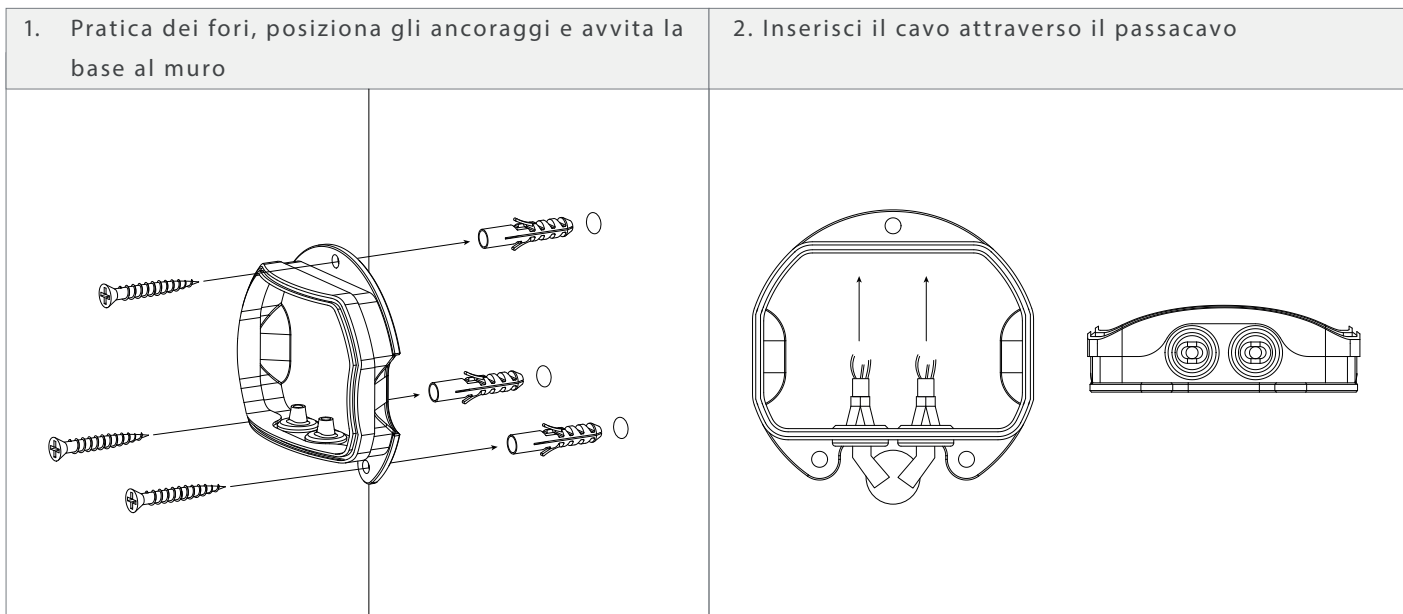 1. Pratica dei fori, posiziona gli ancoraggi e avvita la
base al muro
2. Inserisci il cavo attraverso il passacavo